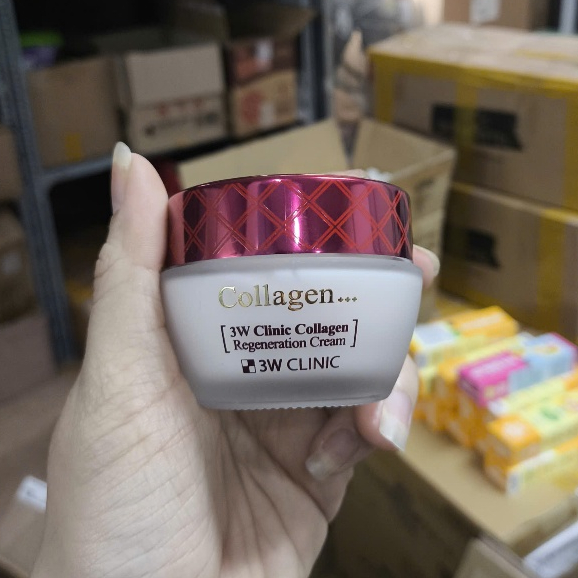 Collagen...
[3W Clinic Collagen
Regeneration Cream]
3W CLINIC